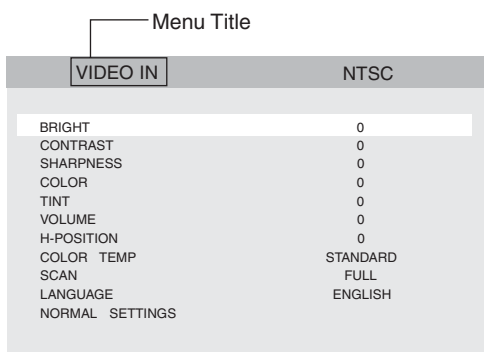 Menu Title
VIDEO IN NTSC
BRIGHT 0
CONTRAST 0
SHARPNESS 0
COLOR 0
TINT 0
VOLUME 0
H-POSITION 0
COLOR TEMP STANDARD
SCAN FULL
LANGUAGE ENGLISH
NORMAL SETTINGS